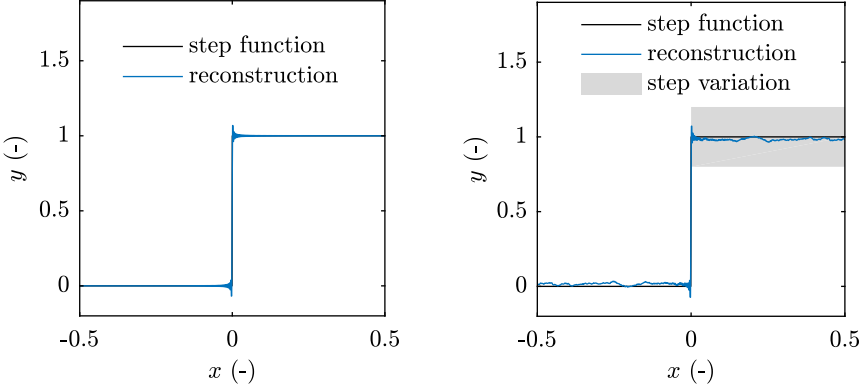 step function
reconstruction
1.5
1
0.5
0
y (-)
-0.5 0 0.5
x (-)
step function
reconstruction
step variation
1.5
1
0.5
0
y (-)
-0.5 0 0.5
x (-)